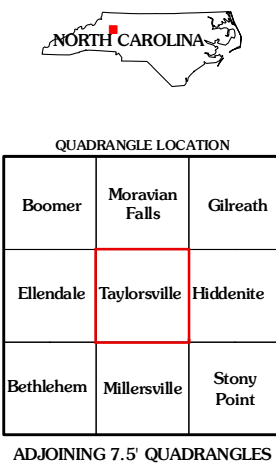 NORTH CAROLINA
QUADRANGLE LOCATION
Boomer
Moravian
Falls
Gilreath
Ellendale
Taylorsville
Hiddenite
Bethlehem
Millersville
Stony
Point
ADJOINING 7.5' QUADRANGLES